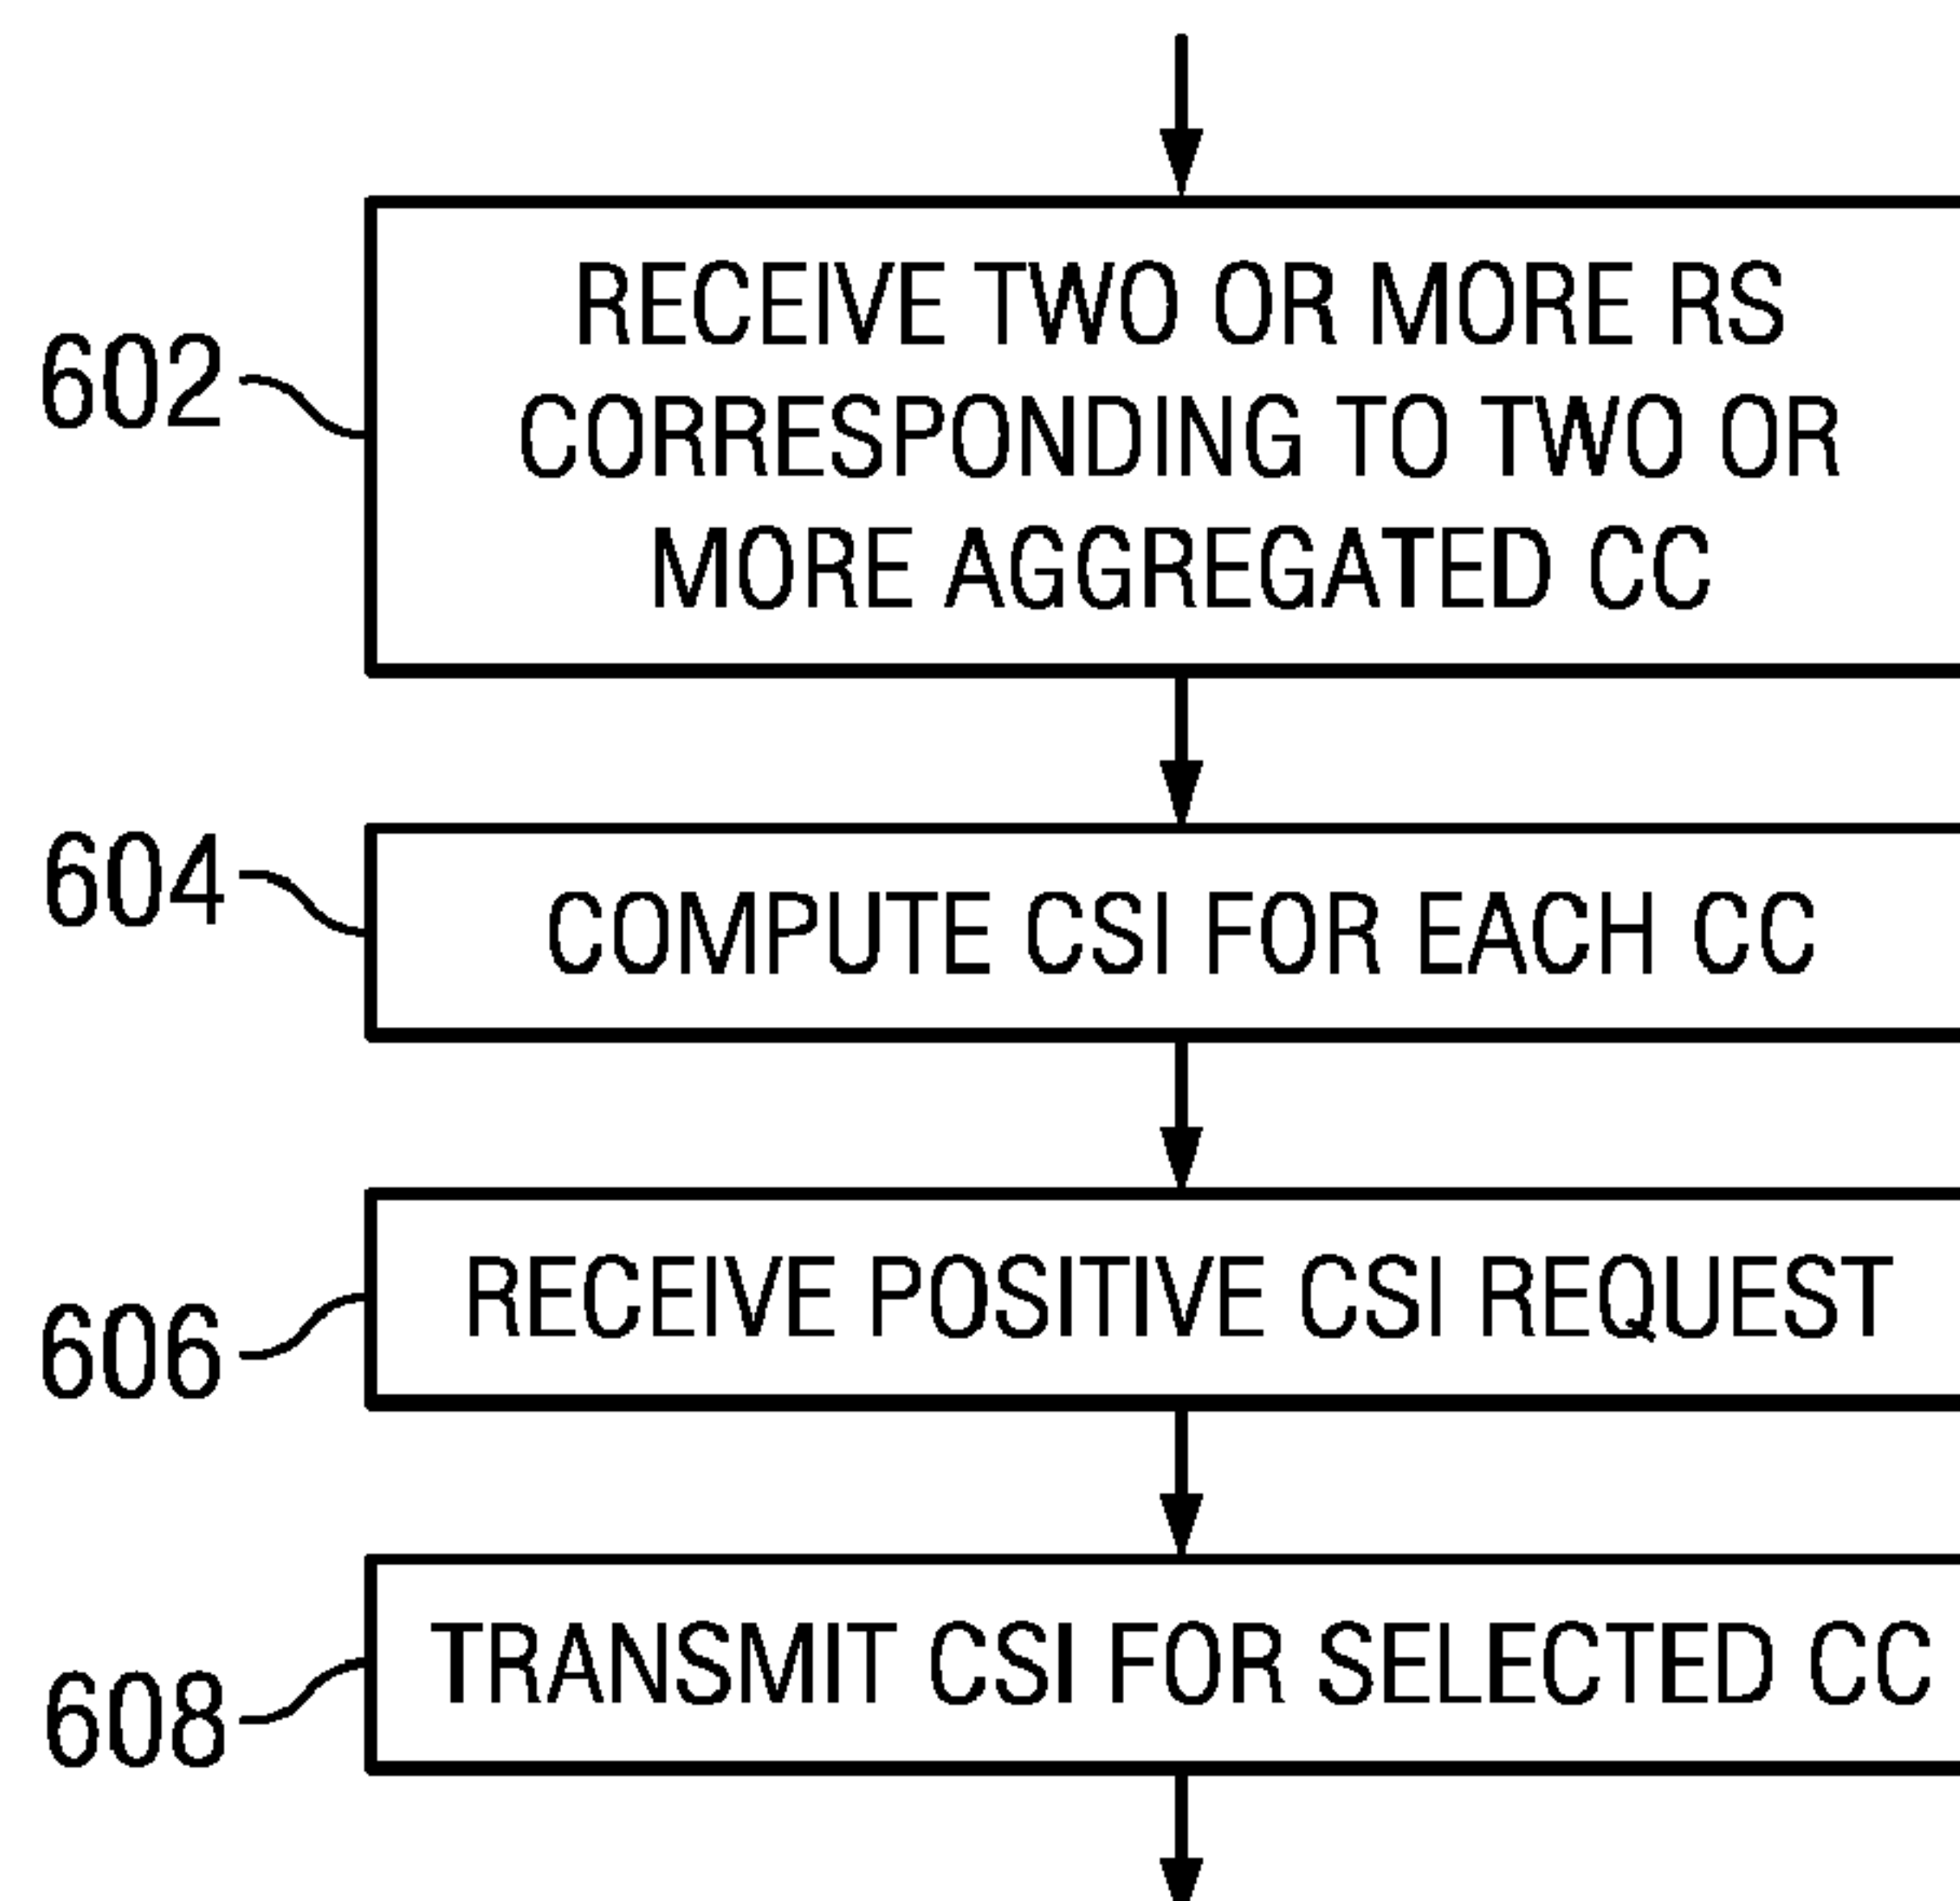 RECEIVE TWO OR MORE RS
602
CORRESPONDING TO TWO OR
MORE AGGREGATED CC
604
COMPUTE CSI FOR EACH CC
606
RECEIVE POSITIVE CSI REQUEST
608
TRANSMIT CSI FOR SELECTED CC